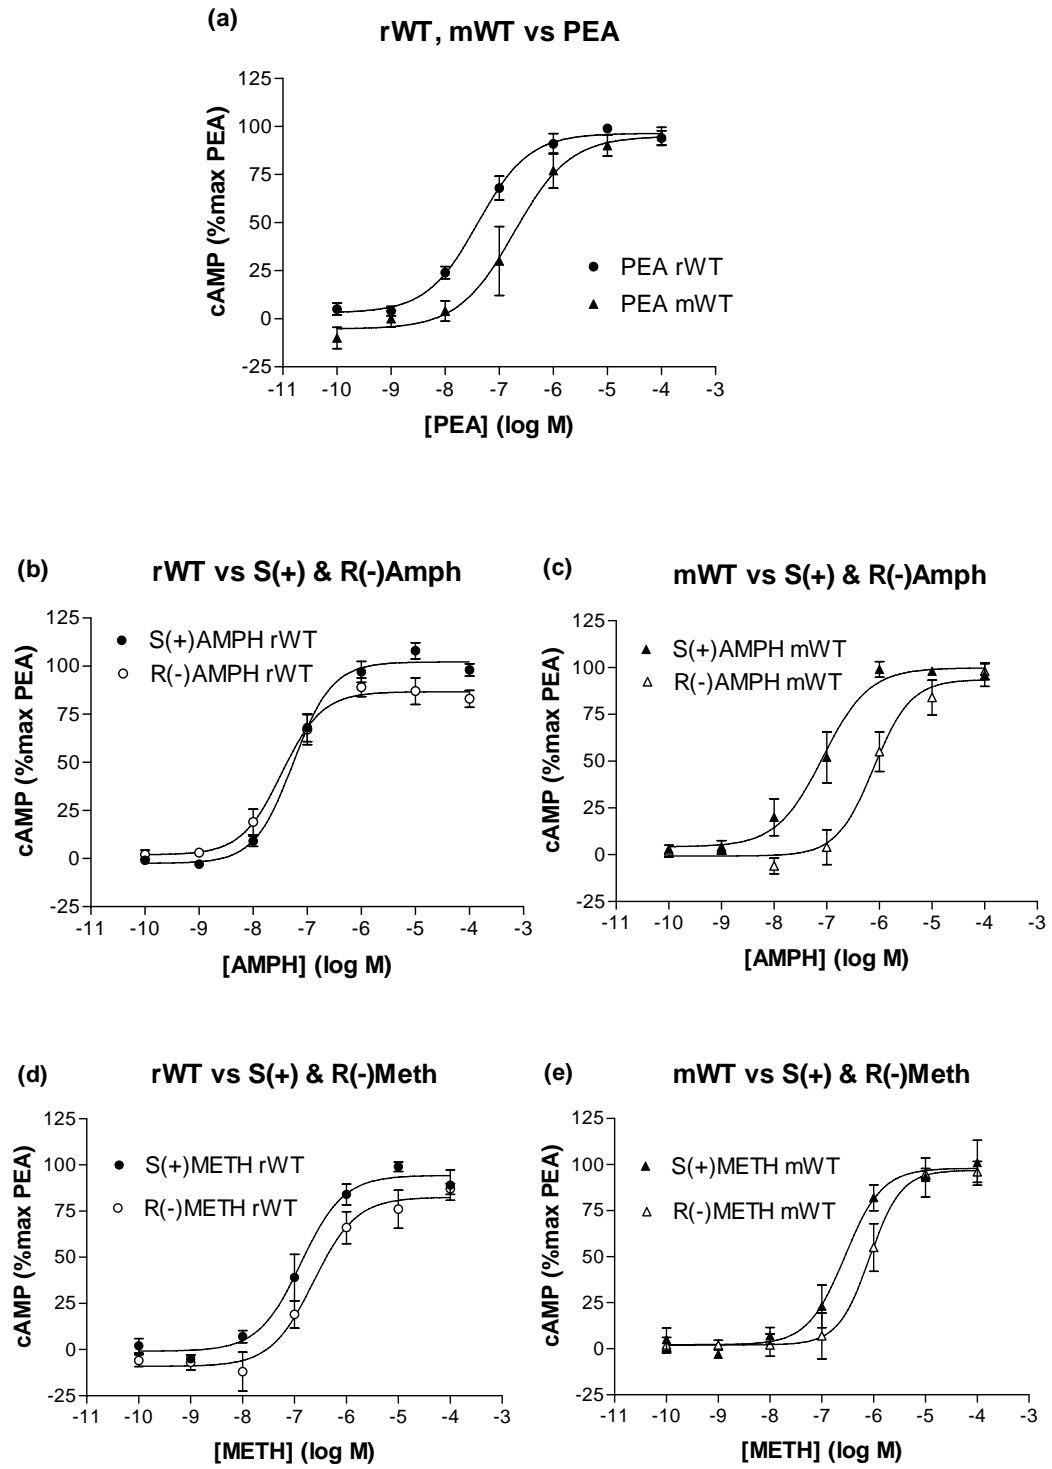 (a)
rWT, mWT vs PEA
125
100
75
50
25
0
-25
cAMP (%max PEA)
PEA rWT
PEA mWT
-11 -10 -9 -8 -7 -6 -5 -4 -3
[PEA] (log M)
(b)
rWT vs S(+) & R(-)Amph
125
100
75
50
25
0
-25
cAMP (%max PEA)
S(+)AMPH rWT
R(-)AMPH rWT
-11 -10 -9 -8 -7 -6 -5 -4 -3
[AMPH] (log M)
(c)
mWT vs S(+) & R(-)Amph
125
100
75
50
25
0
-25
cAMP (%max PEA)
S(+)AMPH mWT
R(-)AMPH mWT
-11 -10 -9 -8 -7 -6 -5 -4 -3
[AMPH] (log M)
(d)
rWT vs S(+) & R(-)Meth
125
100
75
50
25
0
-25
cAMP (%max PEA)
S(+)METH rWT
R(-)METH rWT
-11 -10 -9 -8 -7 -6 -5 -4 -3
[METH] (log M)
(e)
mWT vs S(+) & R(-)Meth
125
100
75
50
25
0
-25
cAMP (%max PEA)
S(+)METH mWT
R(-)METH mWT
-11 -10 -9 -8 -7 -6 -5 -4 -3
[METH] (log M)